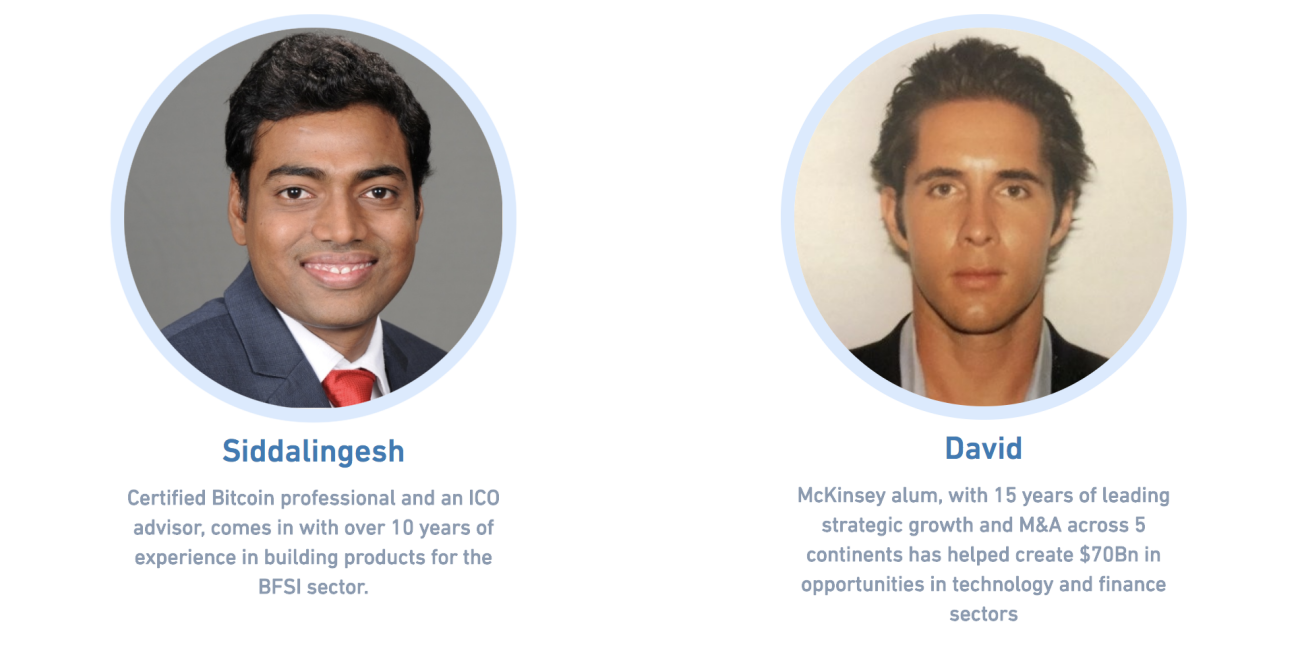 Siddalingesh
Certified Bitcoin professional and an ICO
advisor, comes in with over 10 years of
experience in building products for the
BFSI sector.
David
McKinsey alum, with 15 years of leading
strategic growth and M&A across 5
continents has helped create $70Bn in
opportunities in technology and finance
sectors